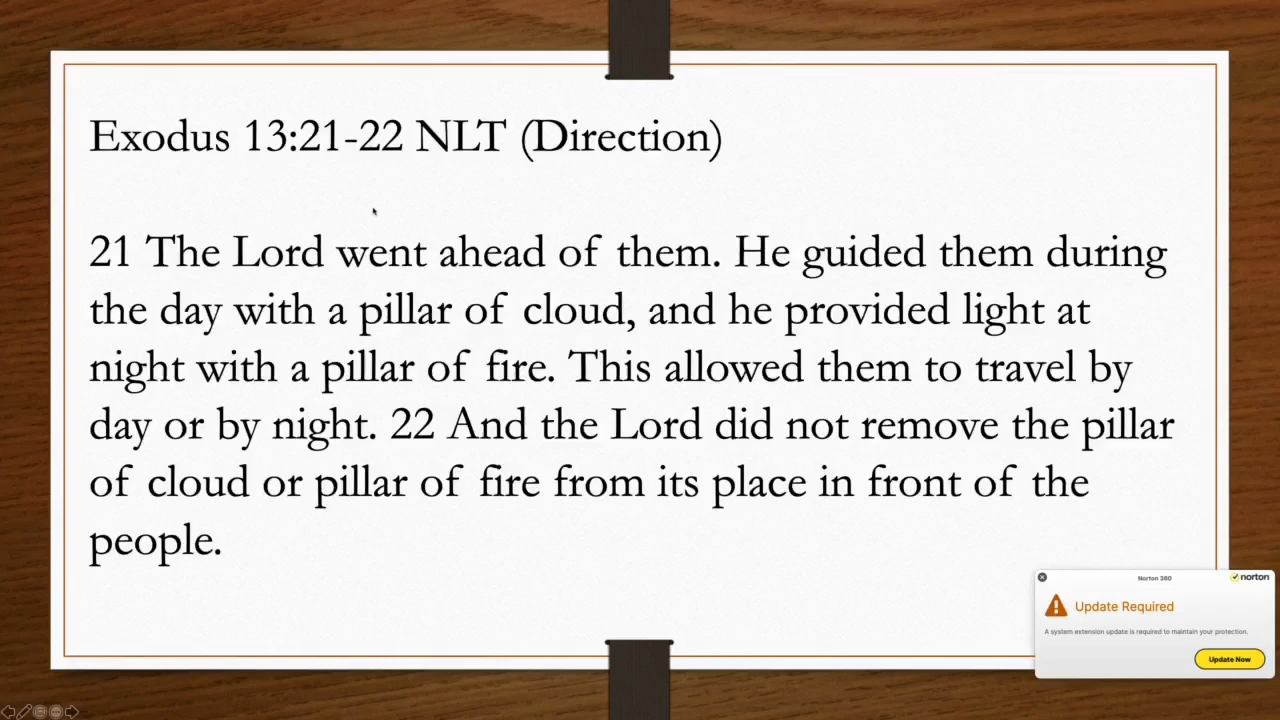 Exodus 13:21-22 NLT (Direction)
21 The Lord went ahead of them. He guided them during
the day with a pillar of cloud, and he provided light at
night with a pillar of fire. This allowed them to travel by
day or by night. 22 And the Lord did not remove the pillar
of cloud or pillar of fire from its place in front of the
people.
Norton 360
norton
Update Required
A system extension update is required to maintain your protection.
Update Now